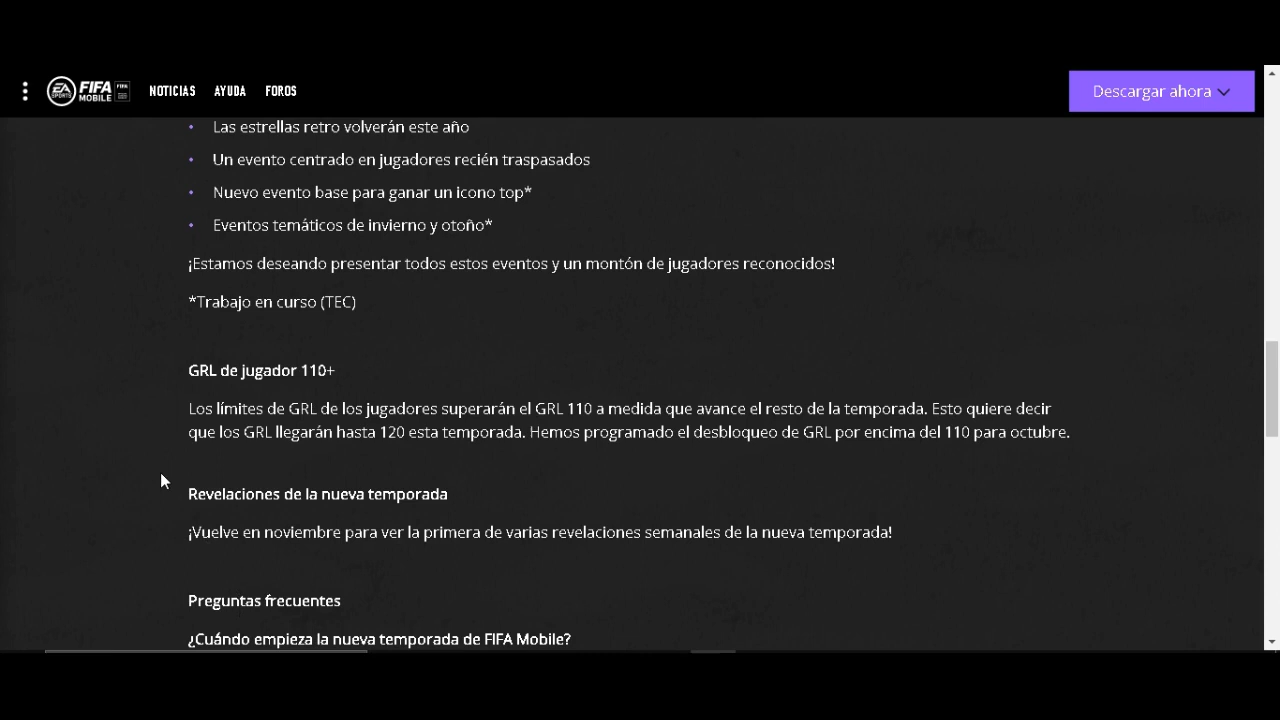 EA SPORTS FIFA MOBILE NOTICIAS AYUDA FOROS Descargar ahora
• Las estrellas retro volverán este año
• Un evento centrado en jugadores recién traspasados
• Nuevo evento base para ganar un icono top*
• Eventos temáticos de invierno y otoño*
¡Estamos deseando presentar todos estos eventos y un montón de jugadores reconocidos!
*Trabajo en curso (TEC)
GRL de jugador 110+
Los límites de GRL de los jugadores superarán el GRL 110 a medida que avance el resto de la temporada. Esto quiere decir
que los GRL llegarán hasta 120 esta temporada. Hemos programado el desbloqueo de GRL por encima del 110 para octubre.
Revelaciones de la nueva temporada
¡Vuelve en noviembre para ver la primera de varias revelaciones semanales de la nueva temporada!
Preguntas frecuentes
¿Cuándo empieza la nueva temporada de FIFA Mobile?